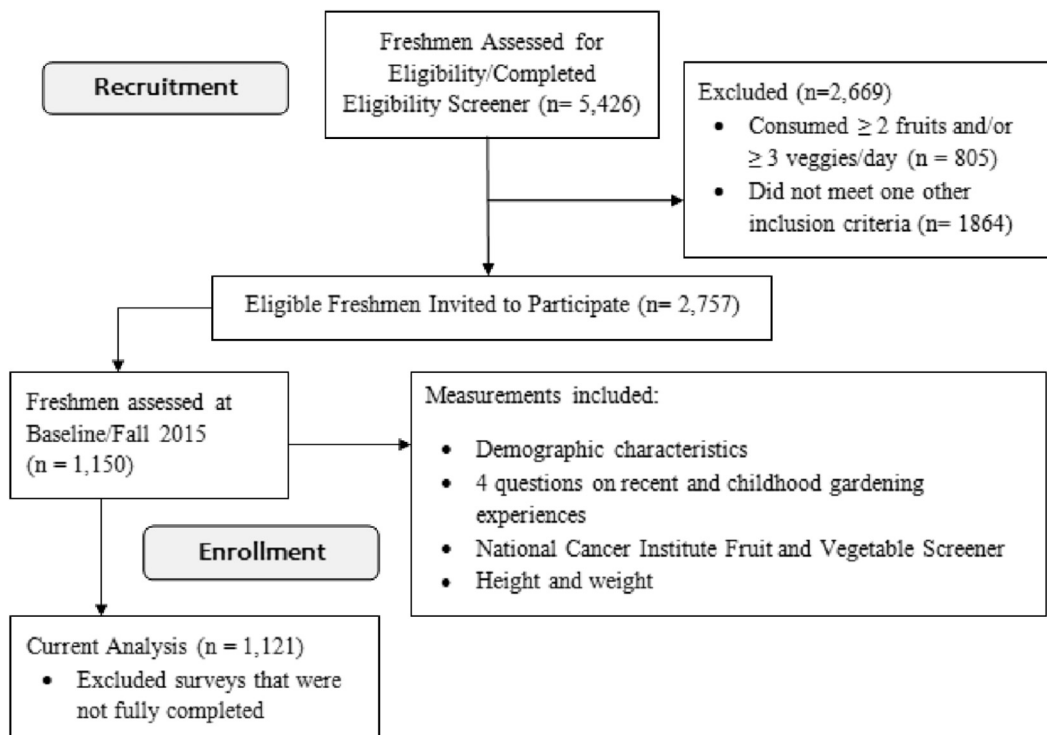 Freshmen Assessed for
Eligibility/Completed
Eligibility Screener (n= 5,426)
Recruitment
Excluded (n=2,669)
• Consumed ≥ 2 fruits and/or
≥ 3 veggies/day (n = 805)
• Did not meet one other
inclusion criteria (n= 1864)
Eligible Freshmen Invited to Participate (n= 2,757)
Freshmen assessed at
Baseline/Fall 2015
(n = 1,150)
Measurements included:
• Demographic characteristics
• 4 questions on recent and childhood gardening
experiences
• National Cancer Institute Fruit and Vegetable Screener
• Height and weight
Enrollment
Current Analysis (n = 1,121)
• Excluded surveys that were
not fully completed